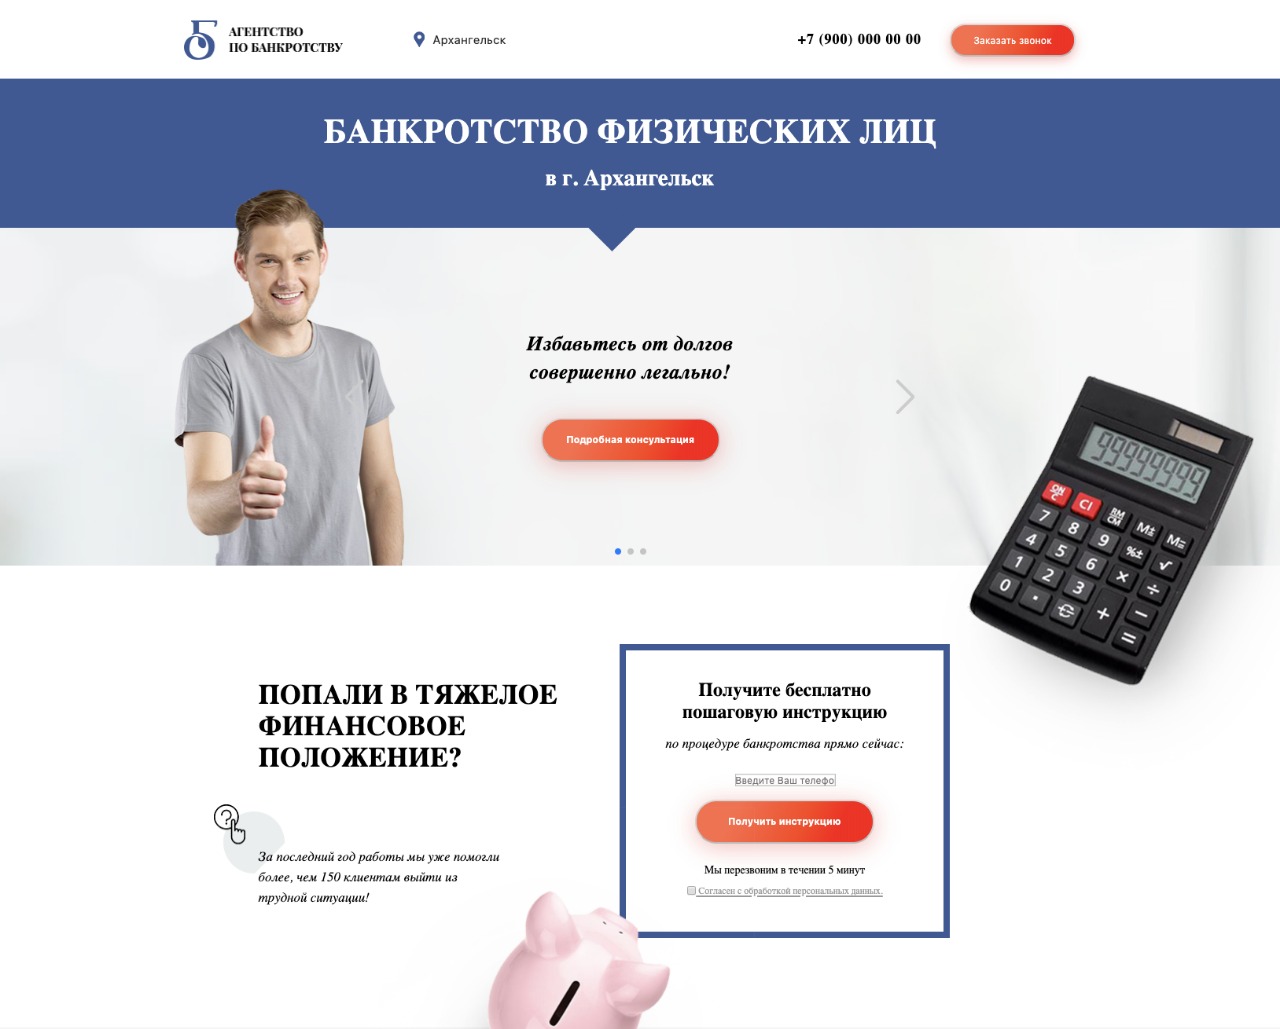 АГЕНТСТВО
ПО БАНКРОТСТВУ
Архангельск
+7 (900) 000 00 00
Заказать звонок
БАНКРОТСТВО ФИЗИЧЕСКИХ ЛИЦ
в г. Архангельск
Избавьтесь от долгов
совершенно легально!
Подробная консультация
99999999
ON/C CI RM/CM M± M=
7 8 9 %± √
4 5 6 × ÷
1 2 3 + −
0 . =
ПОПАЛИ В ТЯЖЕЛОЕ
ФИНАНСОВОЕ
ПОЛОЖЕНИЕ?
За последний год работы мы уже помогли
более, чем 150 клиентам выйти из
трудной ситуации!
Получите бесплатно
пошаговую инструкцию
по процедуре банкротства прямо сейчас:
Введите Ваш телефо
Получить инструкцию
Мы перезвоним в течении 5 минут
Согласен с обработкой персональных данных.